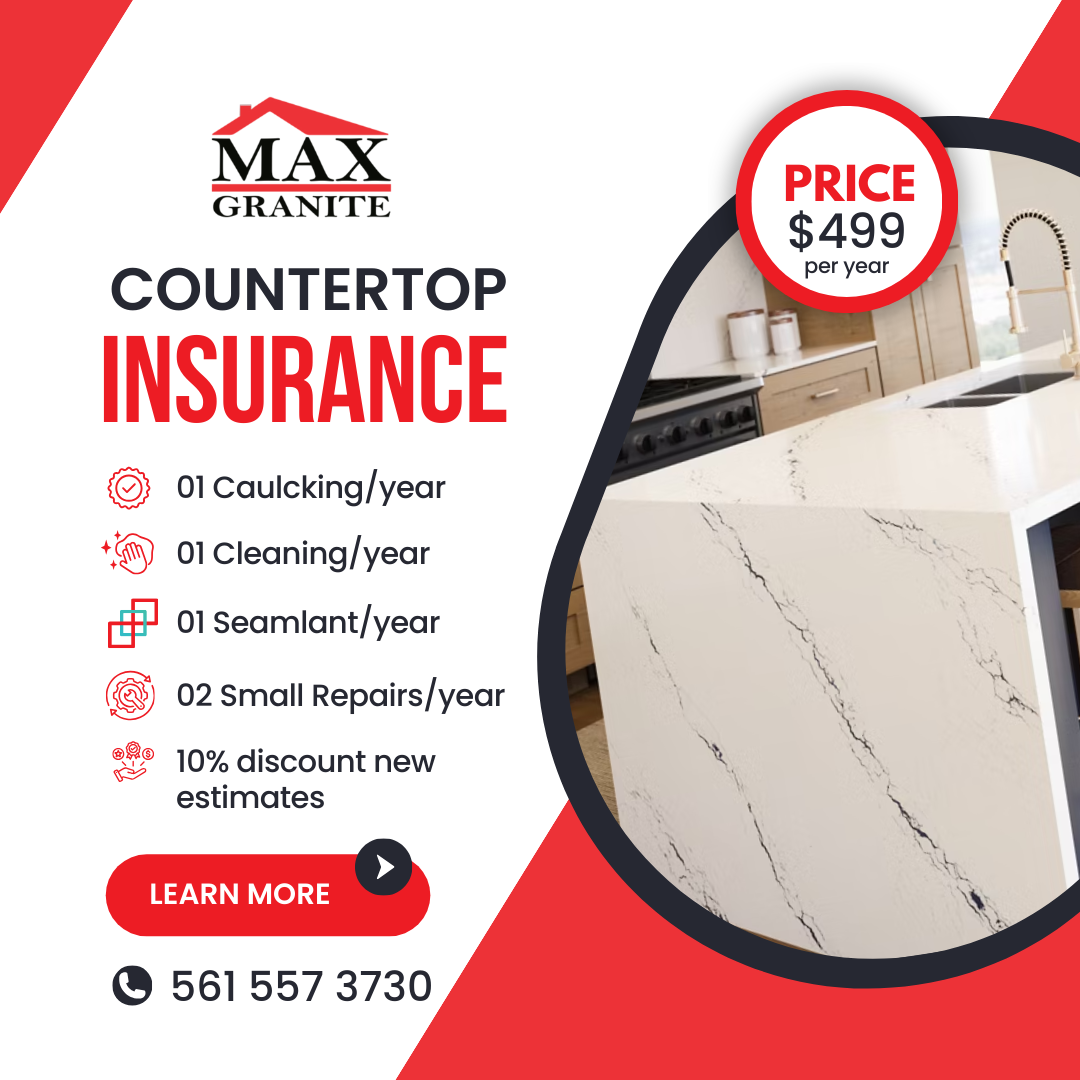 MAX
GRANITE
PRICE
$499
per year
COUNTERTOP
INSURANCE
01 Caulcking/year
01 Cleaning/year
01 Seamlant/year
02 Small Repairs/year
10% discount new
estimates
LEARN MORE
561 557 3730